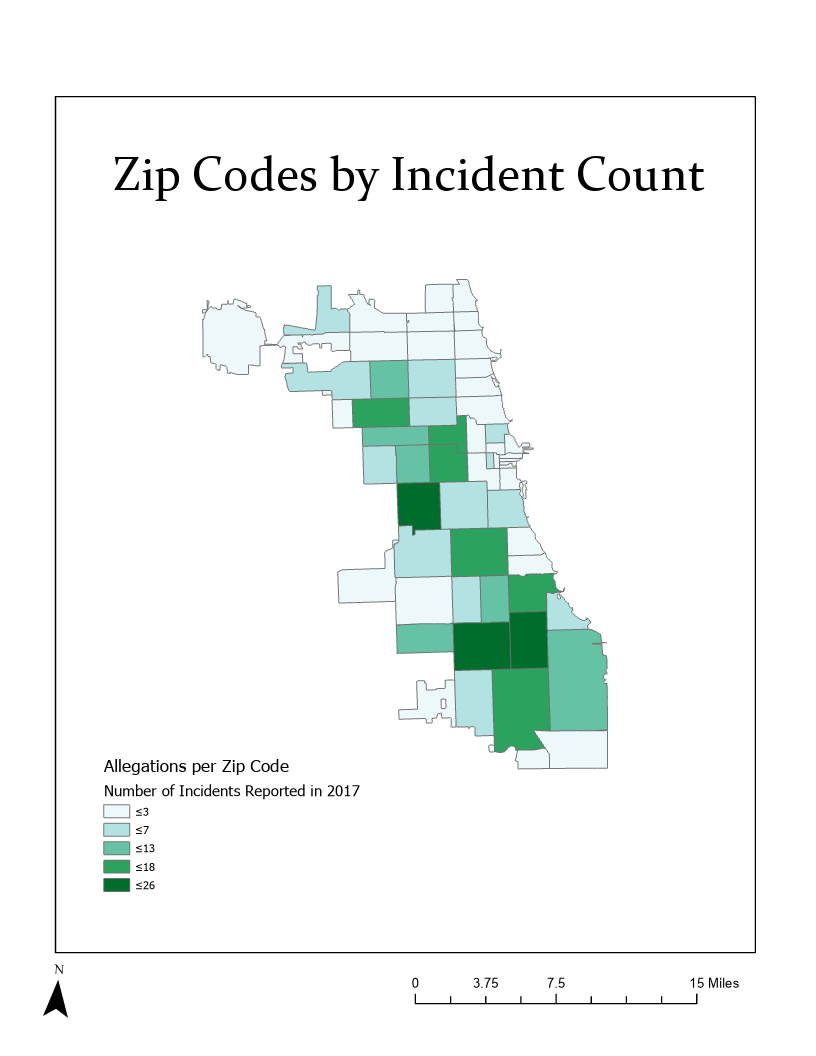 Zip Codes by Incident Count
Allegations per Zip Code
Number of Incidents Reported in 2017
≤3
≤7
≤13
≤18
≤26
N
0 3.75 7.5 15 Miles